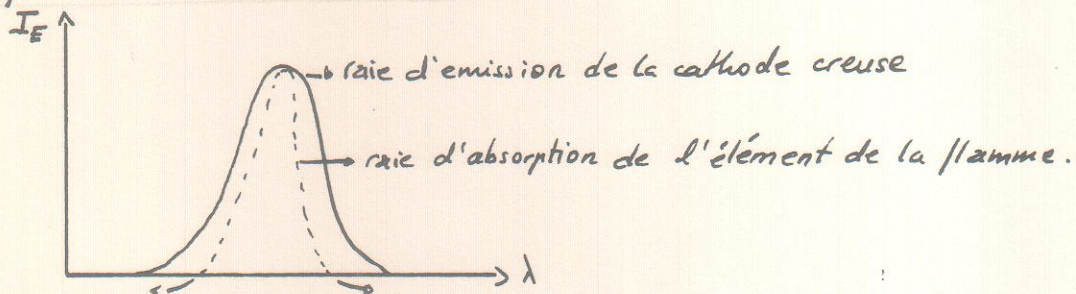 I_E
raie d'emission de la cathode creuse
raie d'absorption de l'élément de la flamme.
λ